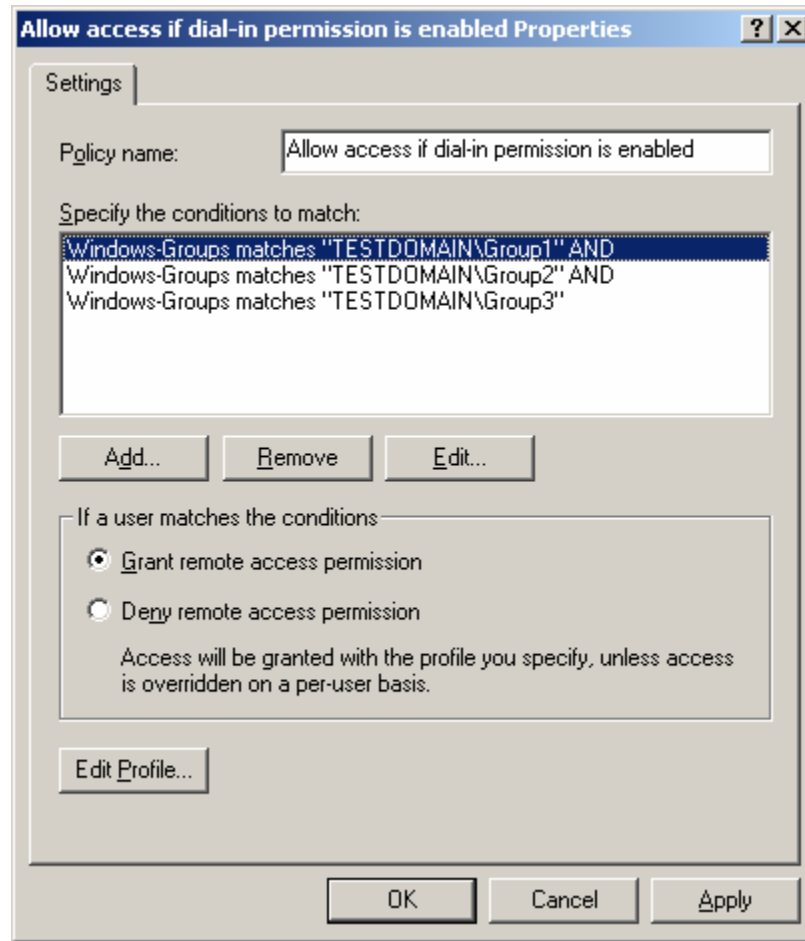 Allow access if dial-in permission is enabled Properties
Settings
Policy name:
Allow access if dial-in permission is enabled
Specify the conditions to match:
Windows-Groups matches "TESTDOMAIN\Group1" AND
Windows-Groups matches "TESTDOMAIN\Group2" AND
Windows-Groups matches "TESTDOMAIN\Group3"
Add...
Remove
Edit...
If a user matches the conditions
Grant remote access permission
Deny remote access permission
Access will be granted with the profile you specify, unless access
is overridden on a per-user basis.
Edit Profile...
OK
Cancel
Apply